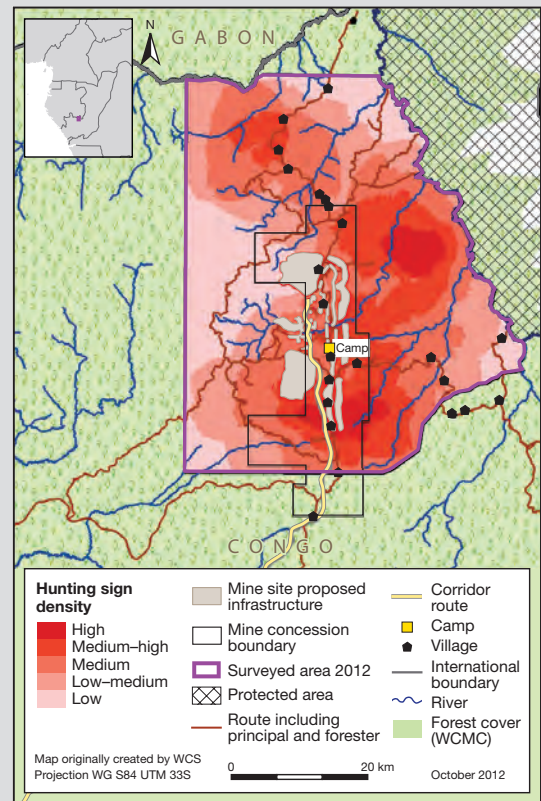 N
GABON
Camp
CONGO
Hunting sign
density
High
Medium–high
Medium
Low–medium
Low
Mine site proposed
infrastructure
Mine concession
boundary
Surveyed area 2012
Protected area
Route including
principal and forester
Corridor
route
Camp
Village
International
boundary
River
Forest cover
(WCMC)
Map originally created by WCS
Projection WG S84 UTM 33S
0 20 km
October 2012